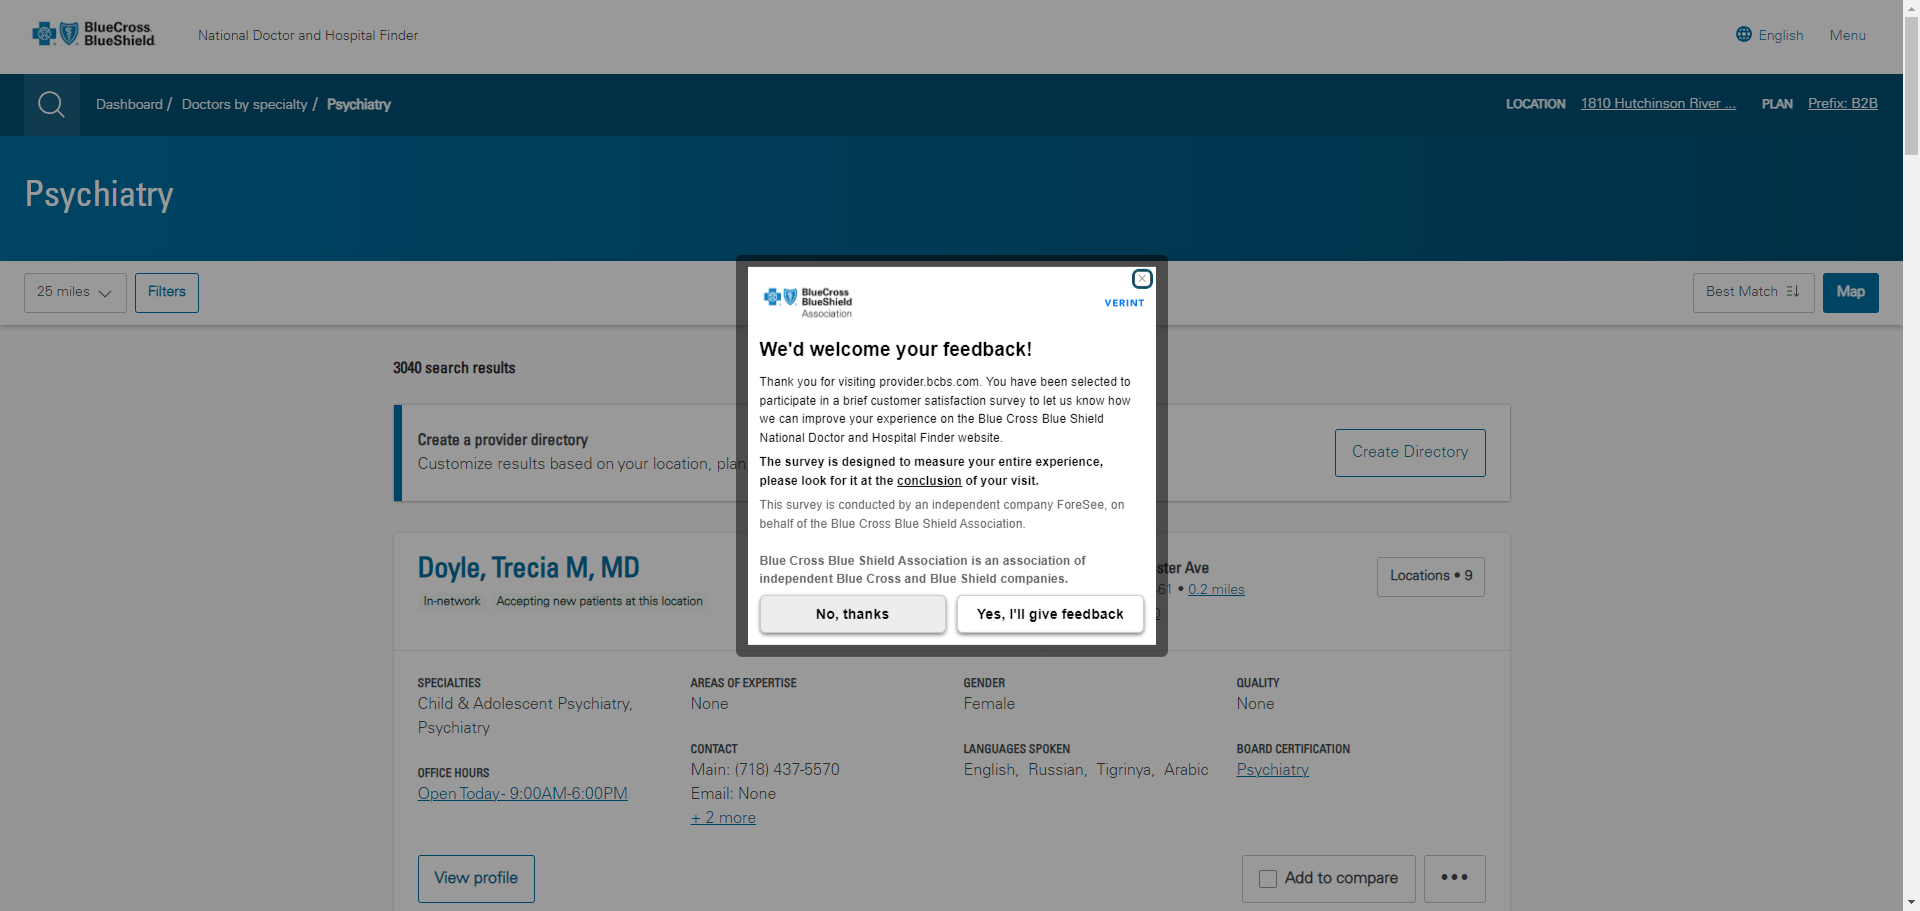 BlueCross
BlueShield
National Doctor and Hospital Finder
English
Menu
Dashboard / Doctors by specialty / Psychiatry
LOCATION 1810 Hutchinson River ... PLAN Prefix: B2B
Psychiatry
25 miles
Filters
Best Match
Map
3040 search results
Create a provider directory
Customize results based on your location, plan
Create Directory
BlueCross
BlueShield
Association
VERINT
We'd welcome your feedback!
Thank you for visiting provider.bcbs.com. You have been selected to
participate in a brief customer satisfaction survey to let us know how
we can improve your experience on the Blue Cross Blue Shield
National Doctor and Hospital Finder website.
The survey is designed to measure your entire experience,
please look for it at the conclusion of your visit.
This survey is conducted by an independent company ForeSee, on
behalf of the Blue Cross Blue Shield Association.
Blue Cross Blue Shield Association is an association of
independent Blue Cross and Blue Shield companies.
No, thanks
Yes, I'll give feedback
Doyle, Trecia M, MD
In-network
Accepting new patients at this location
ster Ave
61 • 0.2 miles
Locations • 9
SPECIALTIES
Child & Adolescent Psychiatry,
Psychiatry
OFFICE HOURS
Open Today - 9:00AM-6:00PM
AREAS OF EXPERTISE
None
CONTACT
Main: (718) 437-5570
Email: None
+ 2 more
GENDER
Female
LANGUAGES SPOKEN
English, Russian, Tigrinya, Arabic
QUALITY
None
BOARD CERTIFICATION
Psychiatry
View profile
Add to compare
•••